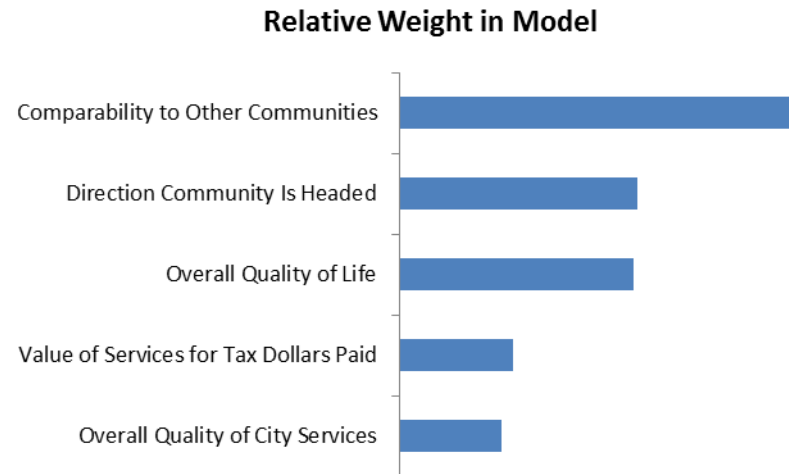 Relative Weight in Model
Comparability to Other Communities
Direction Community Is Headed
Overall Quality of Life
Value of Services for Tax Dollars Paid
Overall Quality of City Services